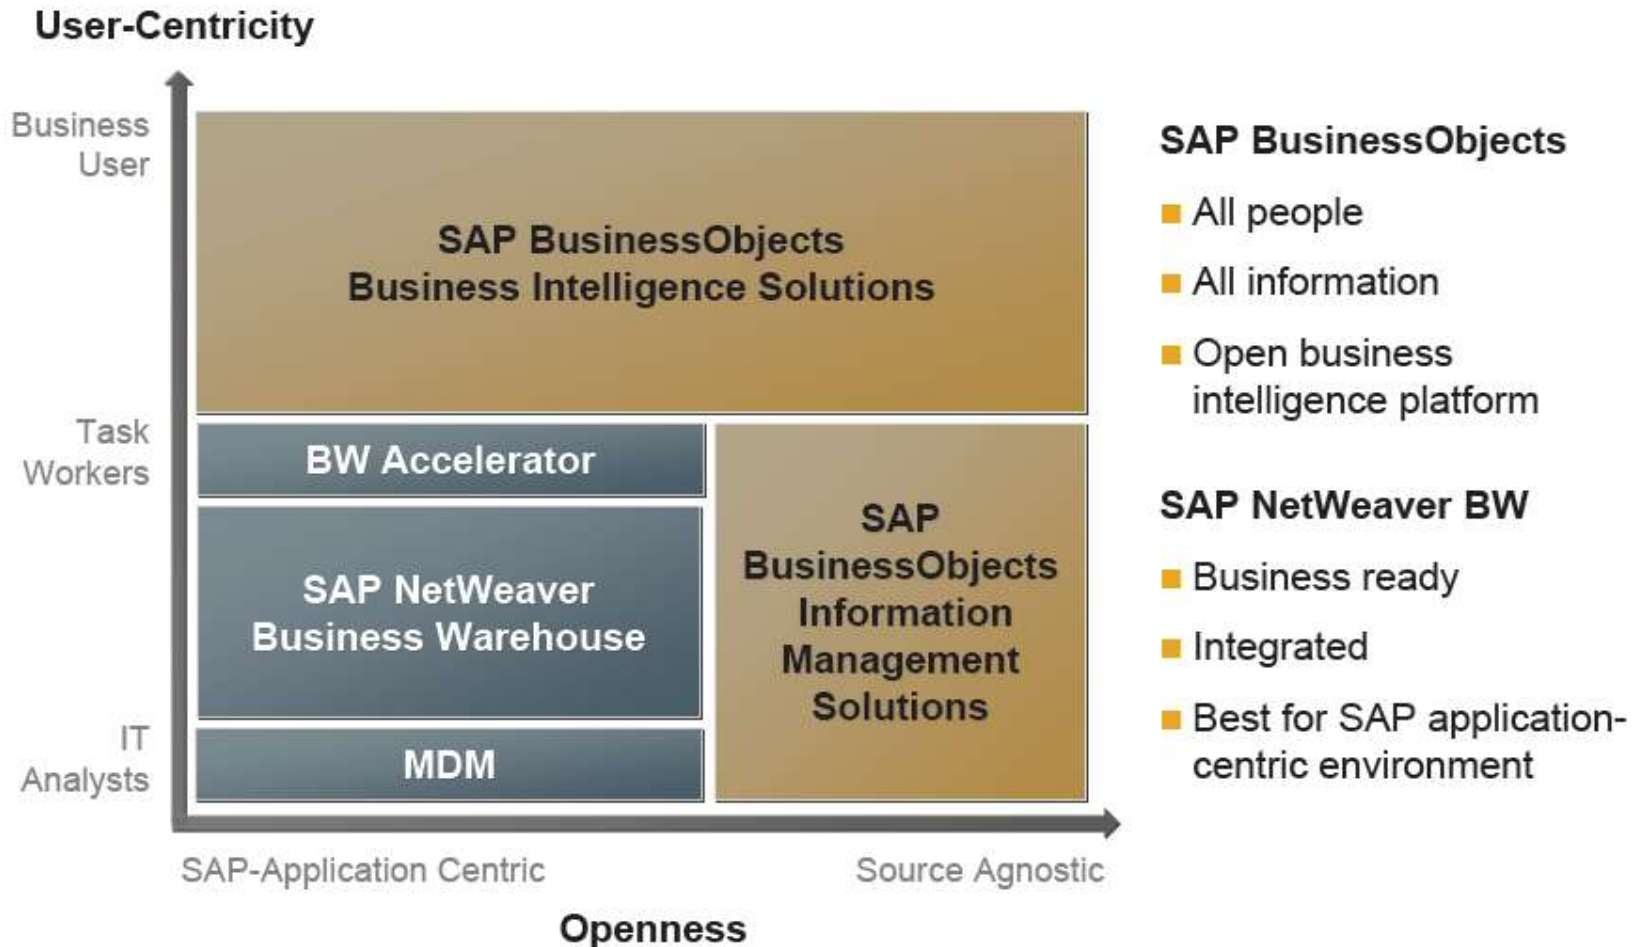 User-Centricity
Business
User
SAP BusinessObjects
Business Intelligence Solutions
Task
Workers
BW Accelerator
SAP NetWeaver
Business Warehouse
SAP
BusinessObjects
Information
Management
Solutions
IT
Analysts
MDM
SAP-Application Centric
Source Agnostic
Openness
SAP BusinessObjects
All people
All information
Open business
intelligence platform
SAP NetWeaver BW
Business ready
Integrated
Best for SAP application-
centric environment